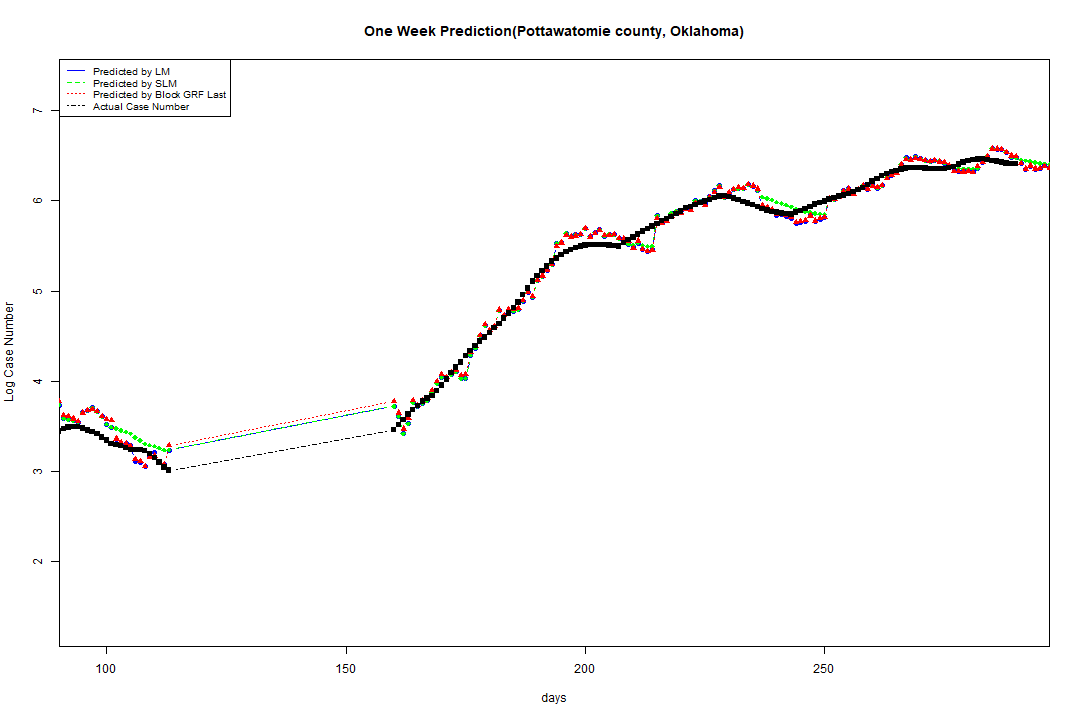 One Week Prediction(Pottawatomie county, Oklahoma)
Predicted by LM
Predicted by SLM
Predicted by Block GRF Last
Actual Case Number
7
6
5
4
3
2
Log Case Number
100
150
200
250
days